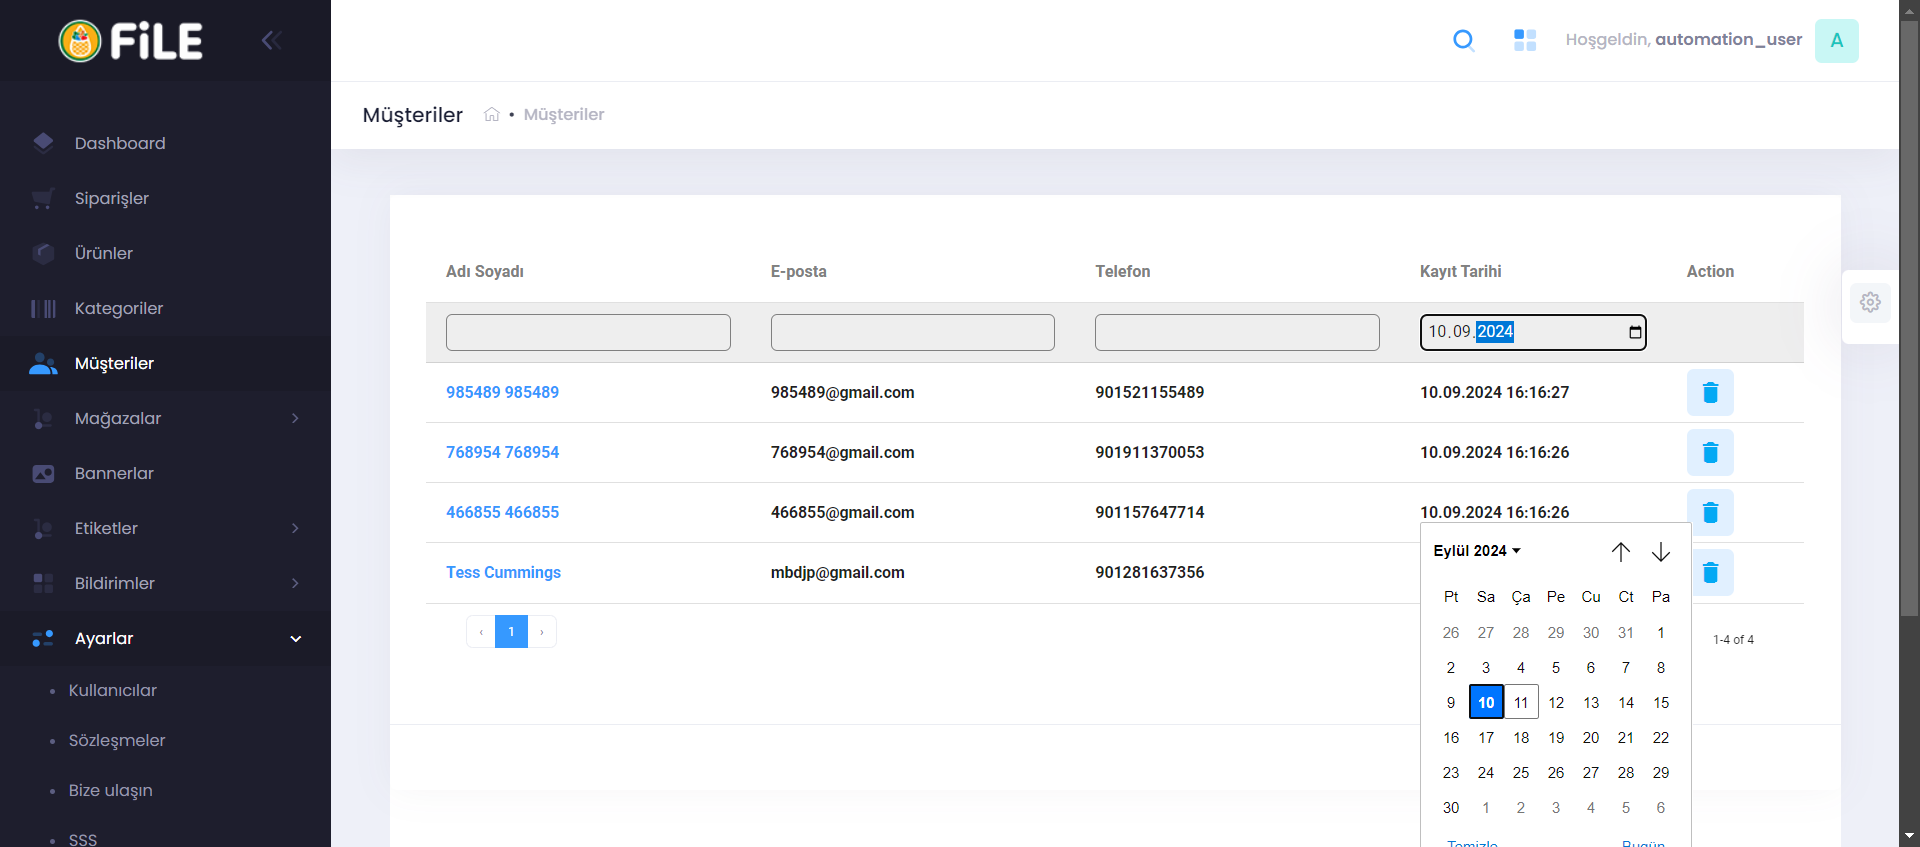 FiLE
Hoşgeldin, automation_user
A
Müşteriler • Müşteriler
Dashboard
Siparişler
Ürünler
Kategoriler
Müşteriler
Mağazalar
Bannerlar
Etiketler
Bildirimler
Ayarlar
• Kullanıcılar
• Sözleşmeler
• Bize ulaşın
• SSS
Adı Soyadı E-posta Telefon Kayıt Tarihi Action
10.09.2024
985489 985489 985489@gmail.com 901521155489 10.09.2024 16:16:27
768954 768954 768954@gmail.com 901911370053 10.09.2024 16:16:26
466855 466855 466855@gmail.com 901157647714 10.09.2024 16:16:26
Tess Cummings mbdjp@gmail.com 901281637356
‹ 1 ›
1-4 of 4
Eylül 2024
Pt Sa Ça Pe Cu Ct Pa
26 27 28 29 30 31 1
2 3 4 5 6 7 8
9 10 11 12 13 14 15
16 17 18 19 20 21 22
23 24 25 26 27 28 29
30 1 2 3 4 5 6
Temizle Bugün